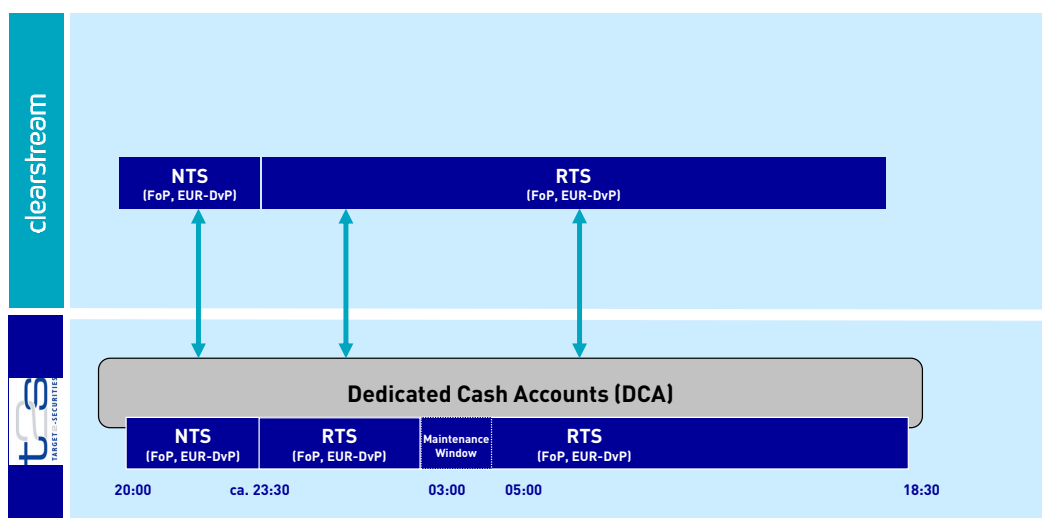 clearstream
NTS
(FoP, EUR-DvP)
RTS
(FoP, EUR-DvP)
t2s
TARGET2-SECURITIES
Dedicated Cash Accounts (DCA)
NTS
(FoP, EUR-DvP)
RTS
(FoP, EUR-DvP)
Maintenance
Window
RTS
(FoP, EUR-DvP)
20:00
ca. 23:30
03:00
05:00
18:30